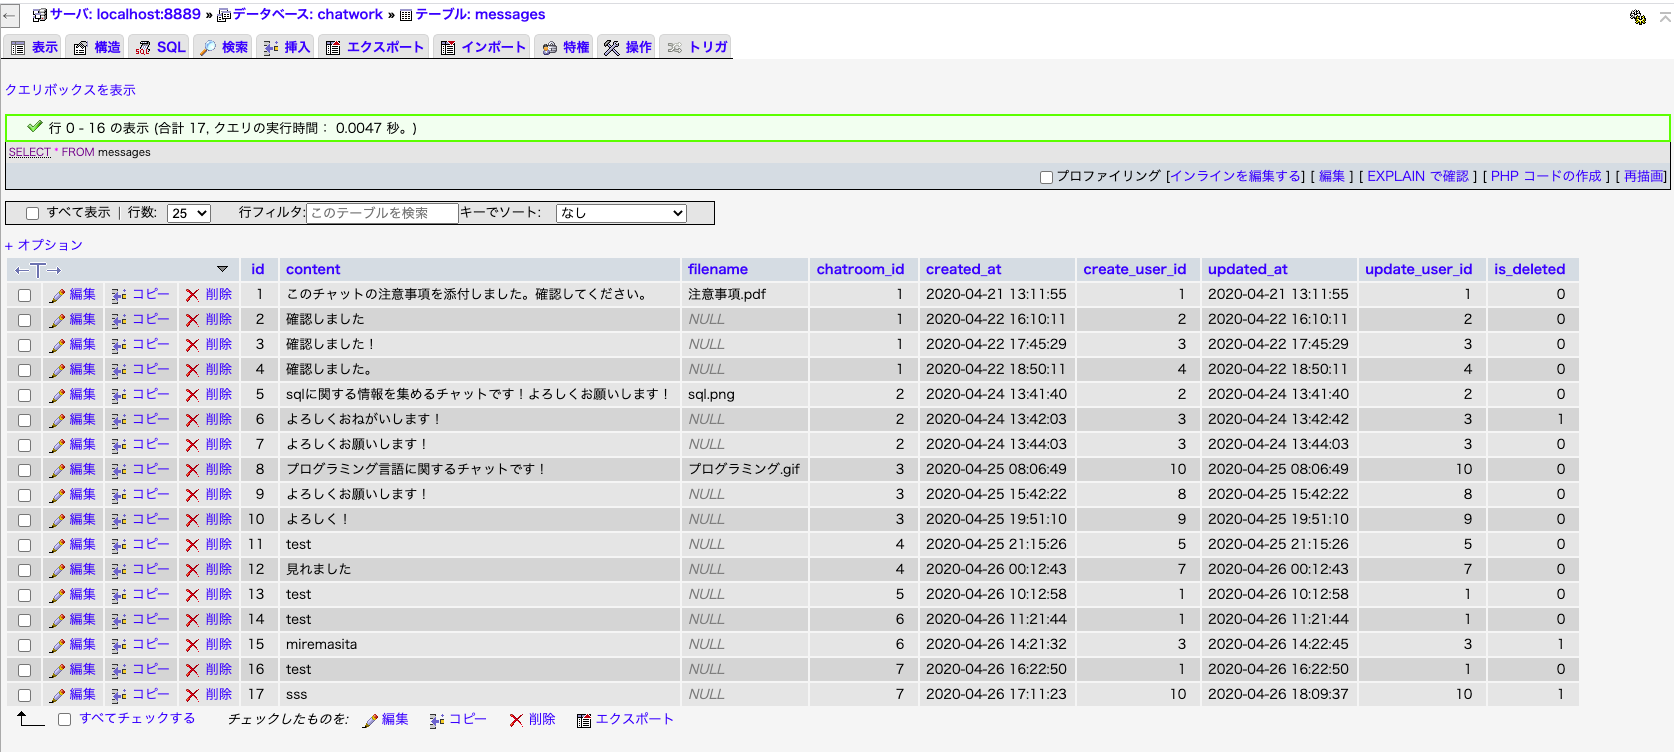 サーバ: localhost:8889 » データベース: chatwork » テーブル: messages
表示 構造 SQL 検索 挿入 エクスポート インポート 特権 操作 トリガ
クエリボックスを表示
行 0 - 16 の表示 (合計 17, クエリの実行時間： 0.0047 秒。)
SELECT * FROM messages
プロファイリング [インラインを編集する] [ 編集 ] [ EXPLAIN で確認 ] [ PHP コードの作成 ] [ 再描画]
すべて表示 | 行数: 25 行フィルタ: このテーブルを検索 キーでソート: なし
+ オプション
←T→ id content filename chatroom_id created_at create_user_id updated_at update_user_id is_deleted
編集 コピー 削除 1 このチャットの注意事項を添付しました。確認してください。 注意事項.pdf 1 2020-04-21 13:11:55 1 2020-04-21 13:11:55 1 0
編集 コピー 削除 2 確認しました NULL 1 2020-04-22 16:10:11 2 2020-04-22 16:10:11 2 0
編集 コピー 削除 3 確認しました！ NULL 1 2020-04-22 17:45:29 3 2020-04-22 17:45:29 3 0
編集 コピー 削除 4 確認しました。 NULL 1 2020-04-22 18:50:11 4 2020-04-22 18:50:11 4 0
編集 コピー 削除 5 sqlに関する情報を集めるチャットです！よろしくお願いします！ sql.png 2 2020-04-24 13:41:40 2 2020-04-24 13:41:40 2 0
編集 コピー 削除 6 よろしくおねがいします！ NULL 2 2020-04-24 13:42:03 3 2020-04-24 13:42:42 3 1
編集 コピー 削除 7 よろしくお願いします！ NULL 2 2020-04-24 13:44:03 3 2020-04-24 13:44:03 3 0
編集 コピー 削除 8 プログラミング言語に関するチャットです！ プログラミング.gif 3 2020-04-25 08:06:49 10 2020-04-25 08:06:49 10 0
編集 コピー 削除 9 よろしくお願いします！ NULL 3 2020-04-25 15:42:22 8 2020-04-25 15:42:22 8 0
編集 コピー 削除 10 よろしく！ NULL 3 2020-04-25 19:51:10 9 2020-04-25 19:51:10 9 0
編集 コピー 削除 11 test NULL 4 2020-04-25 21:15:26 5 2020-04-25 21:15:26 5 0
編集 コピー 削除 12 見れました NULL 4 2020-04-26 00:12:43 7 2020-04-26 00:12:43 7 0
編集 コピー 削除 13 test NULL 5 2020-04-26 10:12:58 1 2020-04-26 10:12:58 1 0
編集 コピー 削除 14 test NULL 6 2020-04-26 11:21:44 1 2020-04-26 11:21:44 1 0
編集 コピー 削除 15 miremasita NULL 6 2020-04-26 14:21:32 3 2020-04-26 14:22:45 3 1
編集 コピー 削除 16 test NULL 7 2020-04-26 16:22:50 1 2020-04-26 16:22:50 1 0
編集 コピー 削除 17 sss NULL 7 2020-04-26 17:11:23 10 2020-04-26 18:09:37 10 1
すべてチェックする チェックしたものを: 編集 コピー 削除 エクスポート